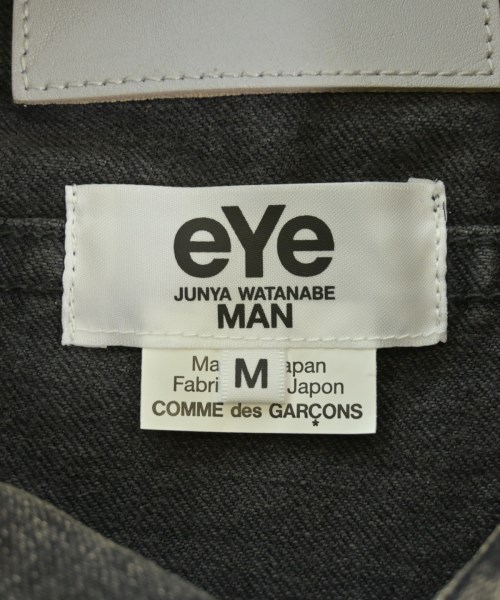 eYe
JUNYA WATANABE
MAN
Ma apan
M
Fabri Japon
COMME des GARÇONS